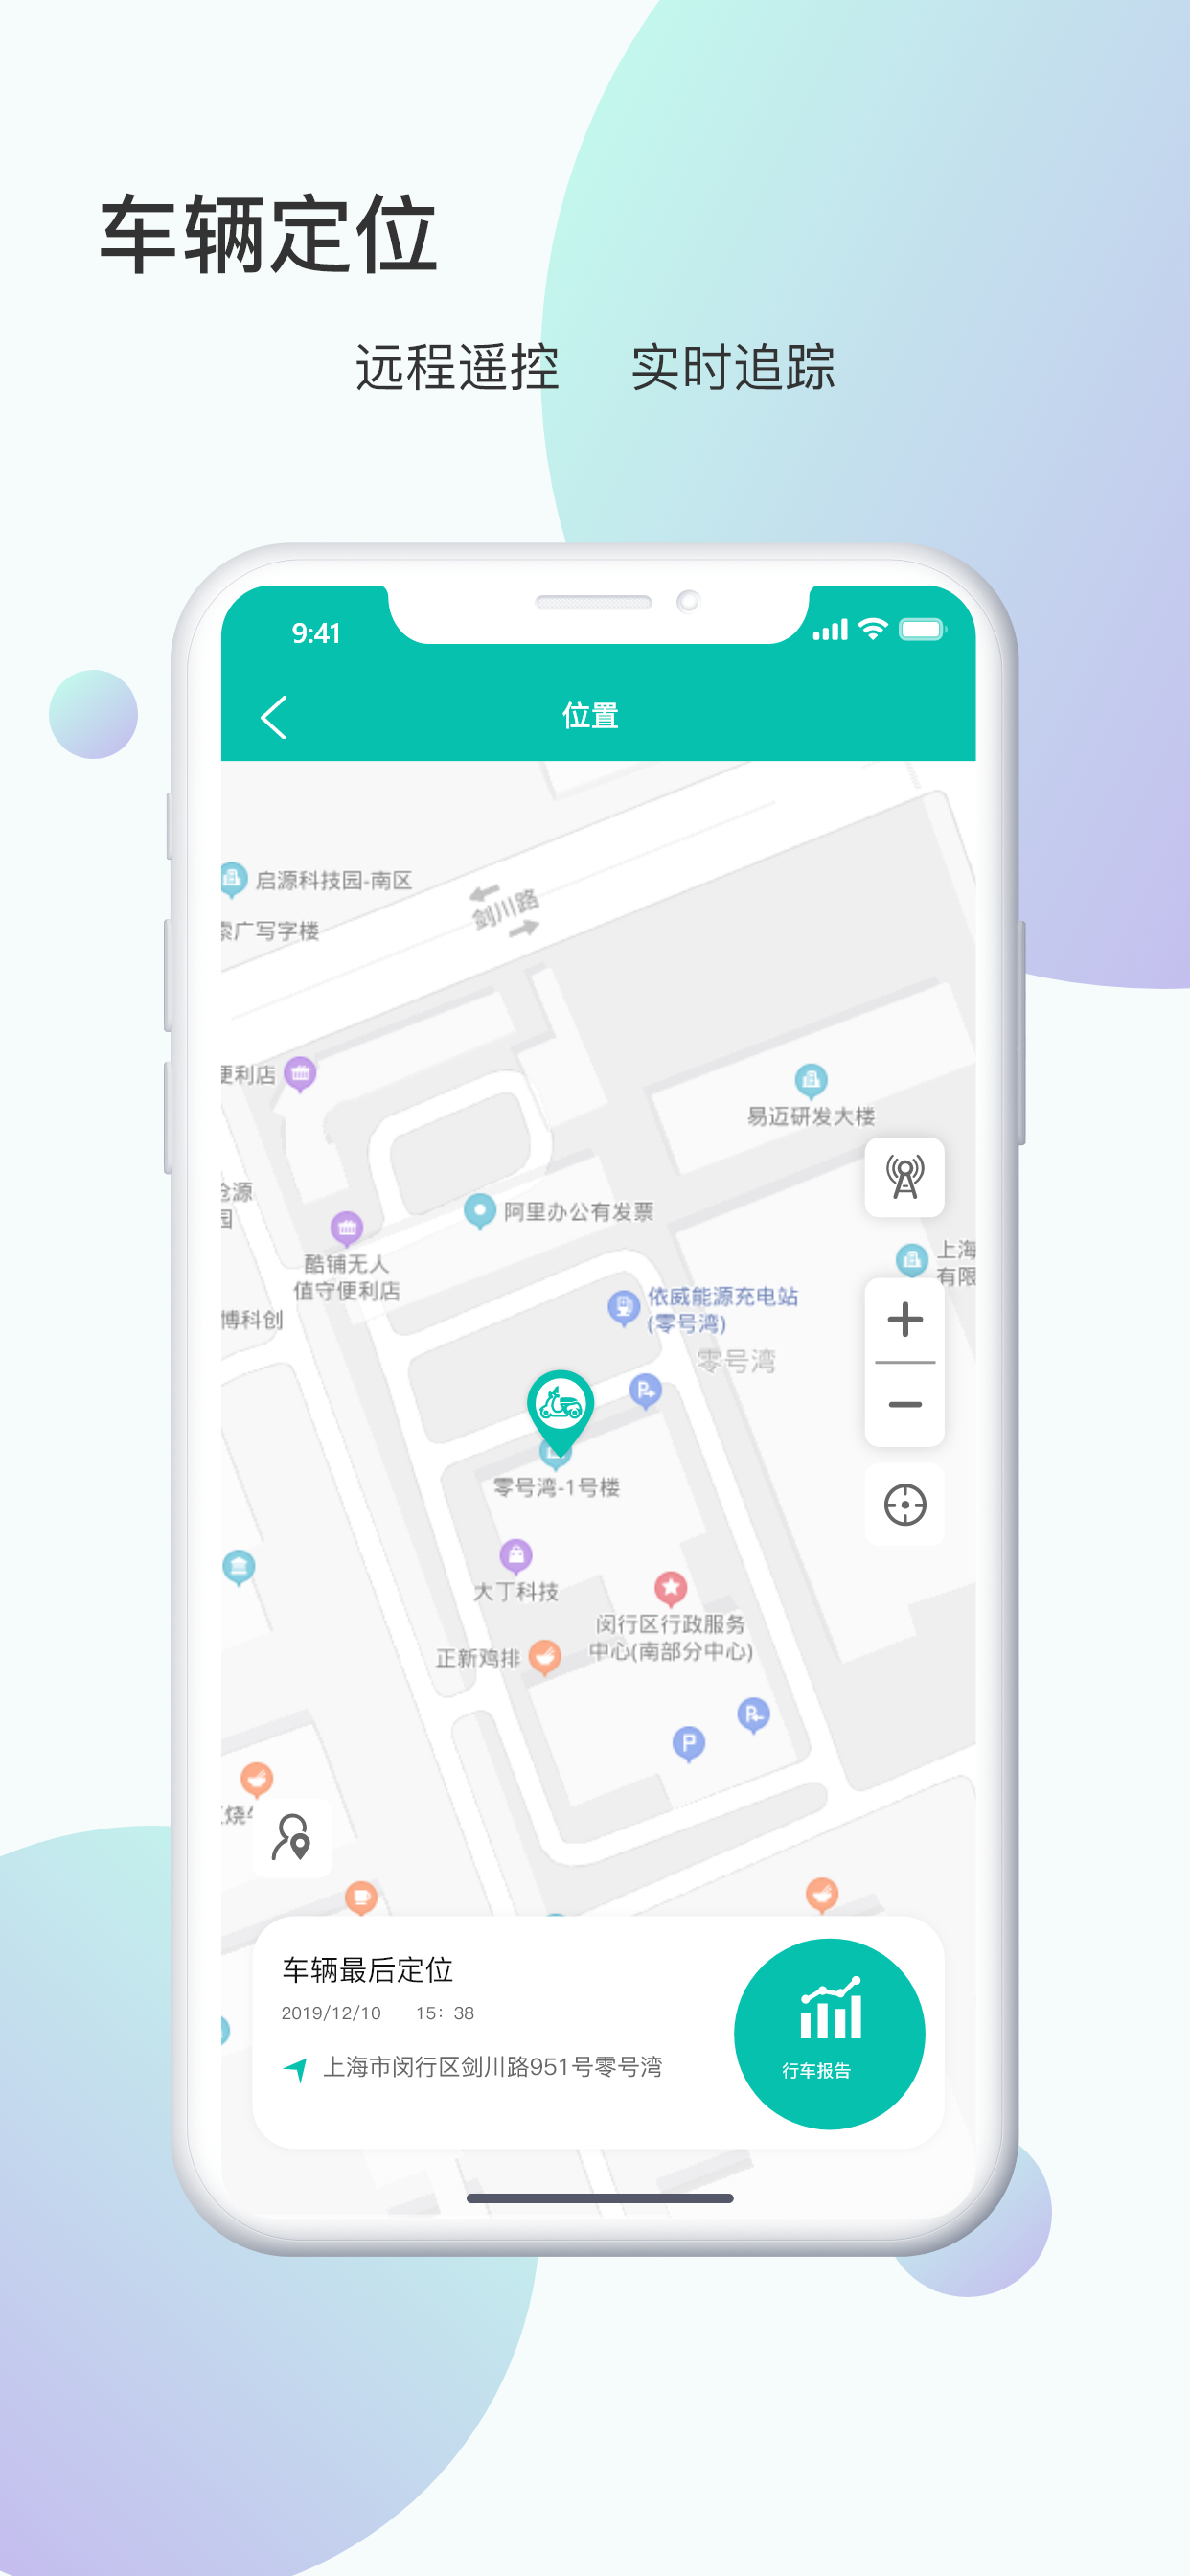 车辆定位
远程遥控 实时追踪
9:41
位置
启源科技园-南区
剑川路
广写字楼
便利店
易迈研发大楼
沧源
园
阿里办公有发票
酷铺无人
值守便利店
上海
有限
依威能源充电站
(零号湾)
博科创
零号湾
P
零号湾-1号楼
大丁科技
闵行区行政服务
中心(南部分中心)
正新鸡排
P
P
烧
车辆最后定位
2019/12/10 15：38
上海市闵行区剑川路951号零号湾
行车报告